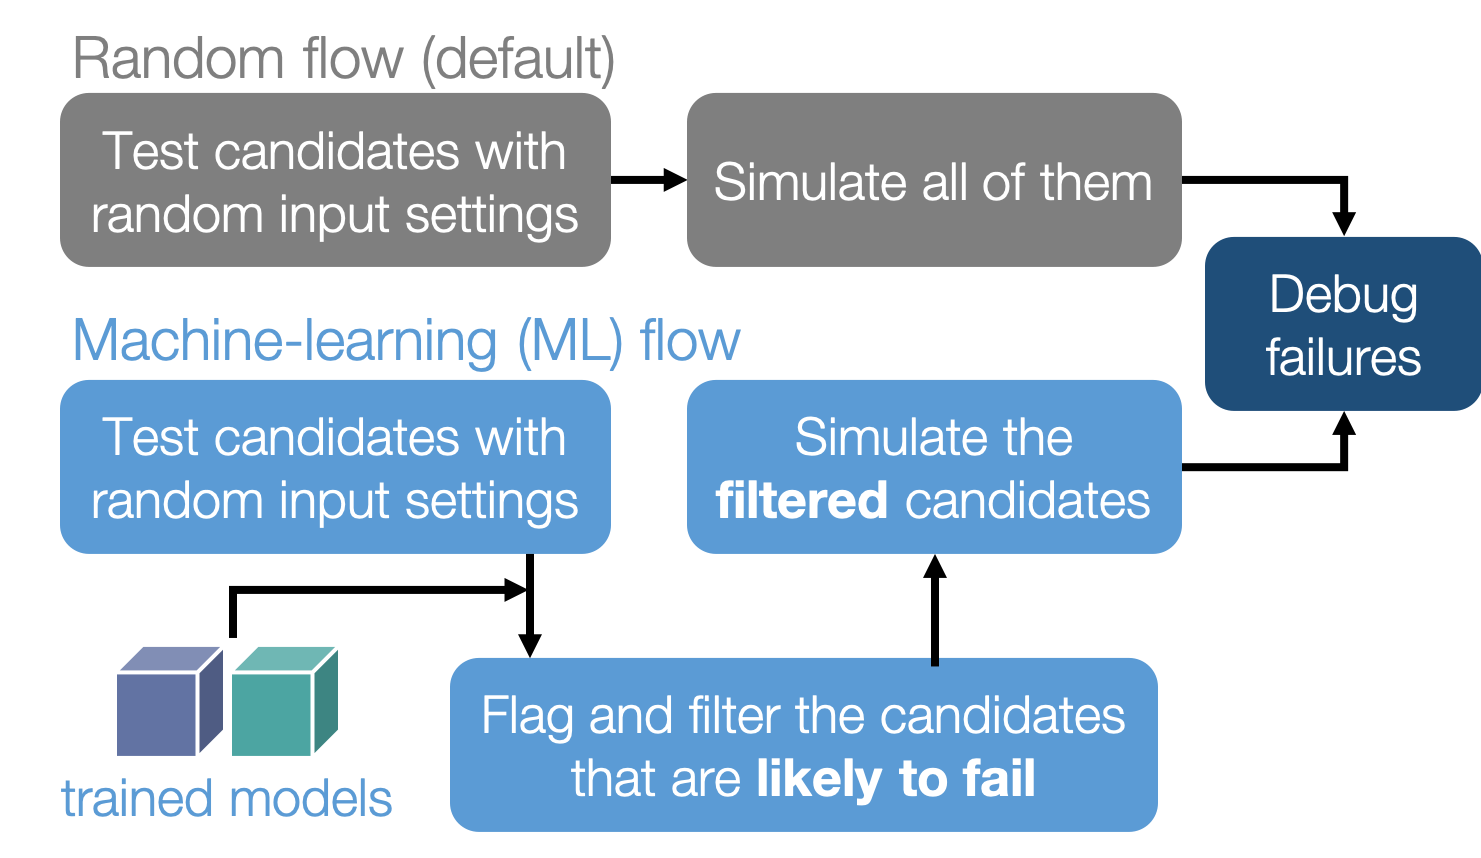 Random flow (default)
Test candidates with
random input settings
Simulate all of them
Debug
failures
Machine-learning (ML) flow
Test candidates with
random input settings
Simulate the
filtered candidates
trained models
Flag and filter the candidates
that are likely to fail